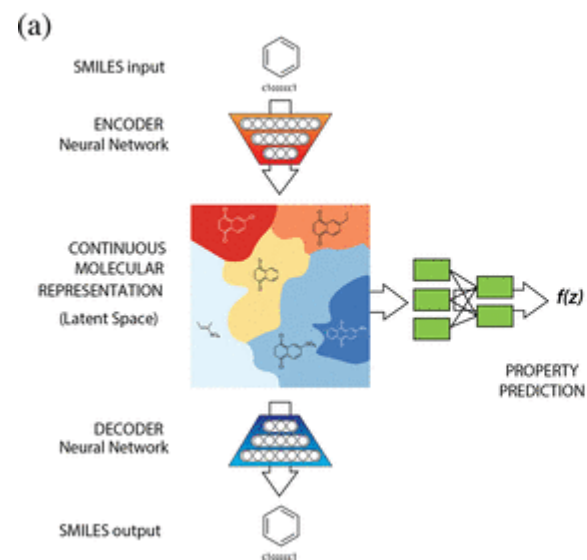 (a)
SMILES input
c1ccccc1
ENCODER
Neural Network
CONTINUOUS
MOLECULAR
REPRESENTATION
(Latent Space)
f(z)
PROPERTY
PREDICTION
DECODER
Neural Network
SMILES output
c1ccccc1